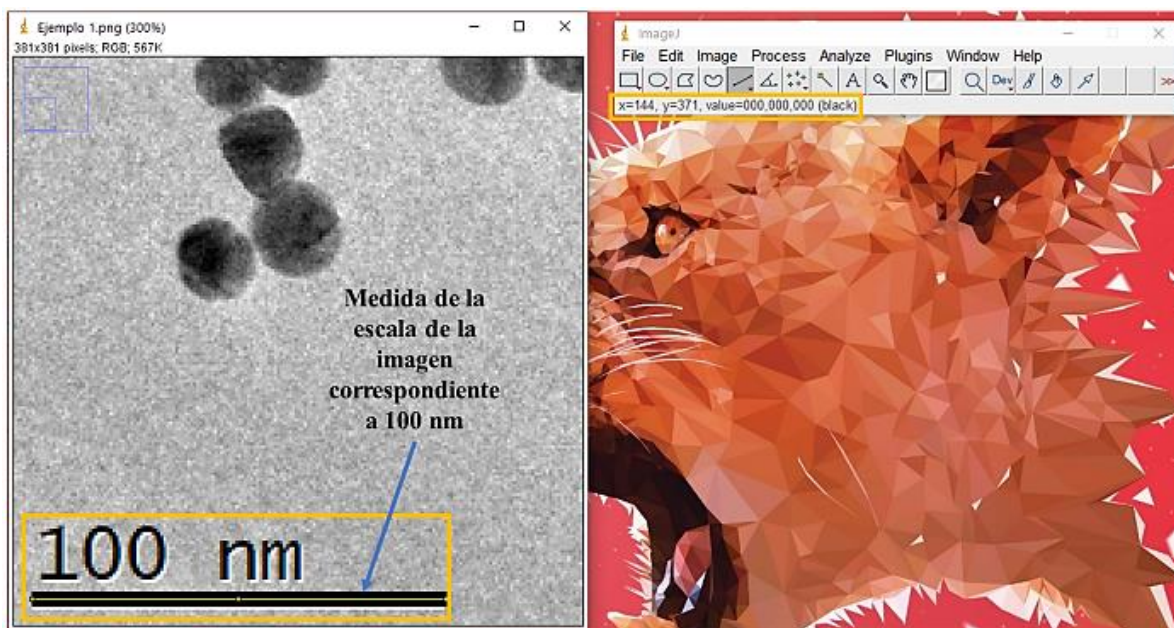 Ejemplo 1.png (300%)
381x381 pixels; RGB; 567K
Medida de la
escala de la
imagen
correspondiente
a 100 nm
100 nm
ImageJ
File Edit Image Process Analyze Plugins Window Help
A Dev >>
x=144, y=371, value=000,000,000 (black)